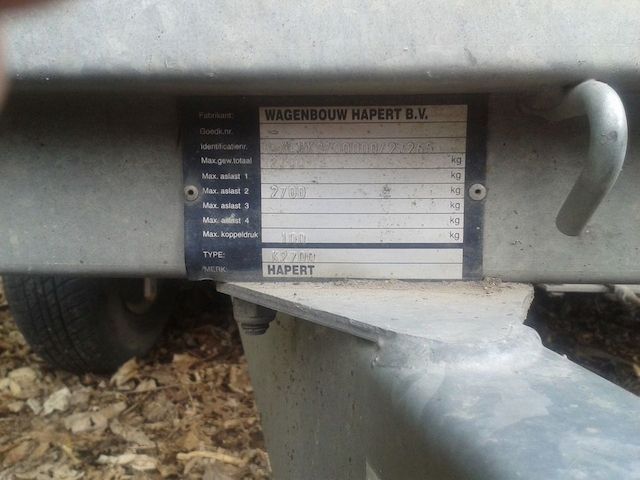 Fabrikant: WAGENBOUW HAPERT B.V.
Goedk.nr.
Identificatienr.
Max.gew.totaal kg
Max. aslast 1 kg
Max. aslast 2 2700 kg
Max. aslast 3 kg
Max. aslast 4 kg
Max. koppeldruk 100 kg
TYPE: K2700
MERK: HAPERT